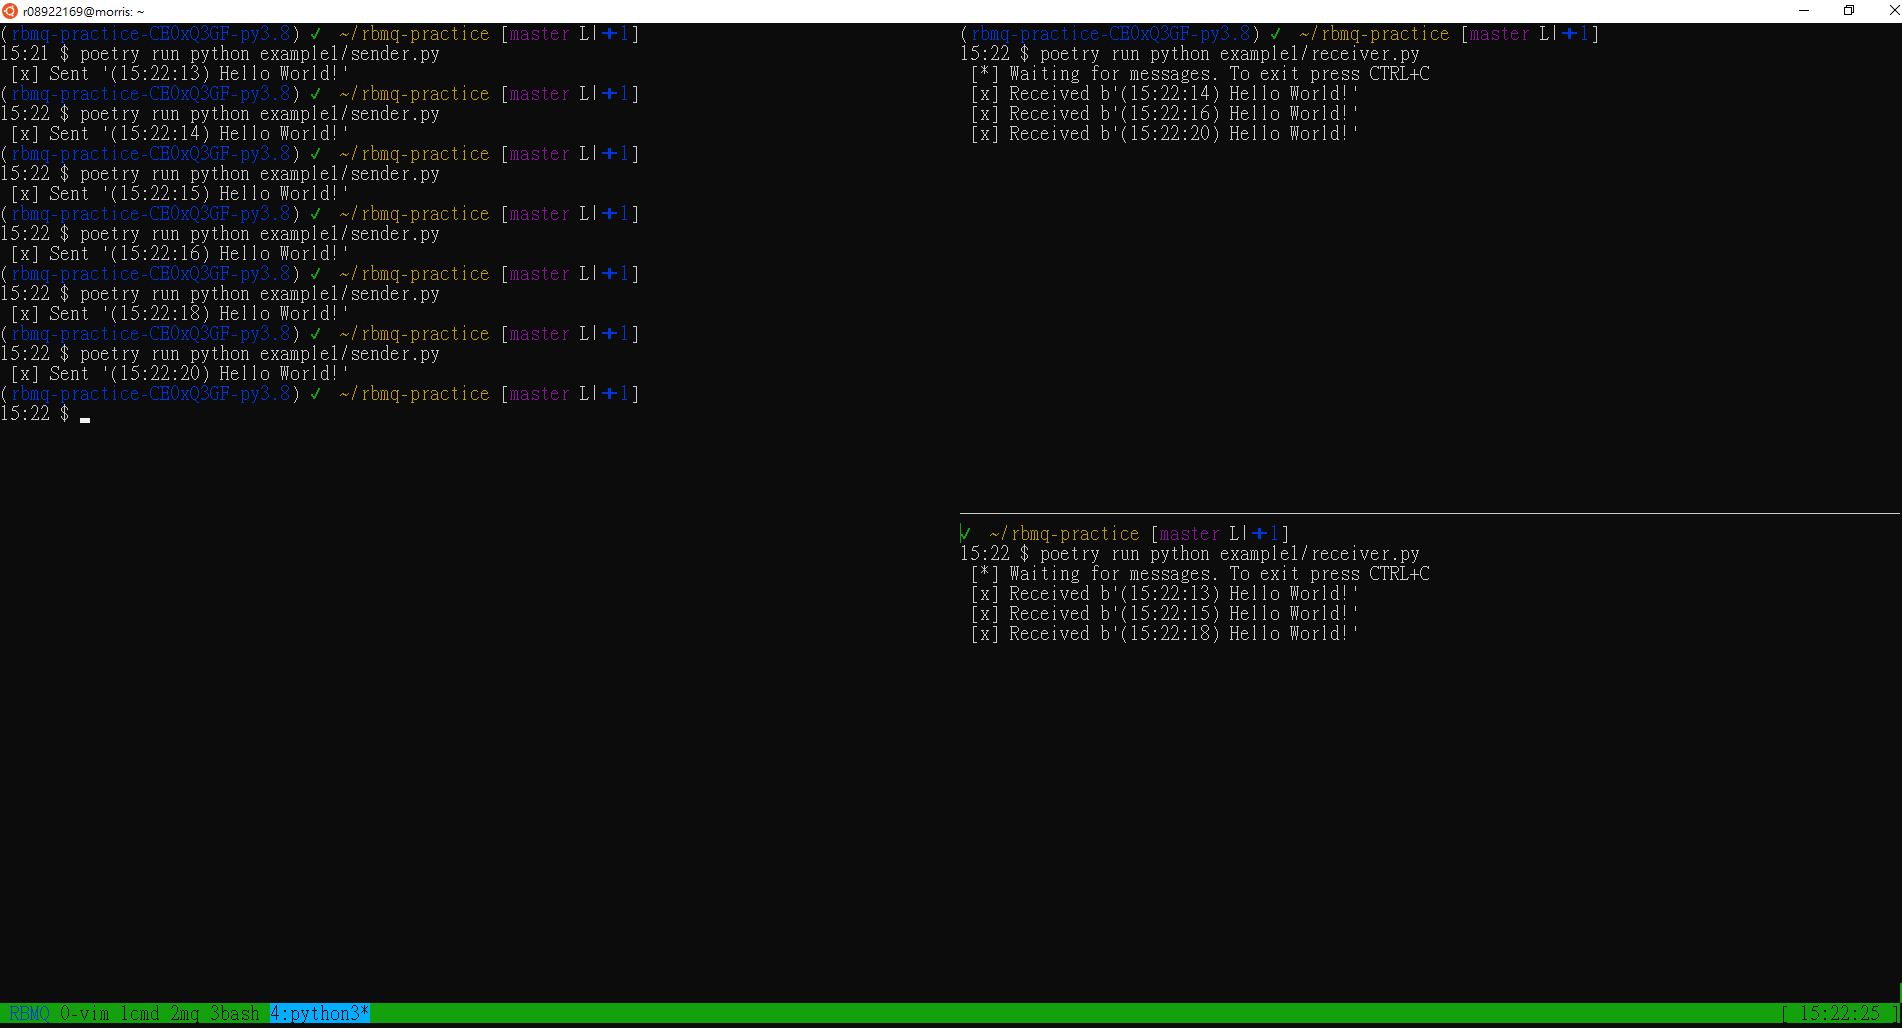 r08922169@morris: ~
(rbmq-practice-CE0xQ3GF-py3.8) ✓ ~/rbmq-practice [master L|✚1]
15:21 $ poetry run python example1/sender.py
[x] Sent '(15:22:13) Hello World!'
(rbmq-practice-CE0xQ3GF-py3.8) ✓ ~/rbmq-practice [master L|✚1]
15:22 $ poetry run python example1/sender.py
[x] Sent '(15:22:14) Hello World!'
(rbmq-practice-CE0xQ3GF-py3.8) ✓ ~/rbmq-practice [master L|✚1]
15:22 $ poetry run python example1/sender.py
[x] Sent '(15:22:15) Hello World!'
(rbmq-practice-CE0xQ3GF-py3.8) ✓ ~/rbmq-practice [master L|✚1]
15:22 $ poetry run python example1/sender.py
[x] Sent '(15:22:16) Hello World!'
(rbmq-practice-CE0xQ3GF-py3.8) ✓ ~/rbmq-practice [master L|✚1]
15:22 $ poetry run python example1/sender.py
[x] Sent '(15:22:18) Hello World!'
(rbmq-practice-CE0xQ3GF-py3.8) ✓ ~/rbmq-practice [master L|✚1]
15:22 $ poetry run python example1/sender.py
[x] Sent '(15:22:20) Hello World!'
(rbmq-practice-CE0xQ3GF-py3.8) ✓ ~/rbmq-practice [master L|✚1]
15:22 $
(rbmq-practice-CE0xQ3GF-py3.8) ✓ ~/rbmq-practice [master L|✚1]
15:22 $ poetry run python example1/receiver.py
[*] Waiting for messages. To exit press CTRL+C
[x] Received b'(15:22:14) Hello World!'
[x] Received b'(15:22:16) Hello World!'
[x] Received b'(15:22:20) Hello World!'
✓ ~/rbmq-practice [master L|✚1]
15:22 $ poetry run python example1/receiver.py
[*] Waiting for messages. To exit press CTRL+C
[x] Received b'(15:22:13) Hello World!'
[x] Received b'(15:22:15) Hello World!'
[x] Received b'(15:22:18) Hello World!'
RBMQ 0-vim 1cmd 2mq 3bash 4:python3* [ 15:22:25 ]